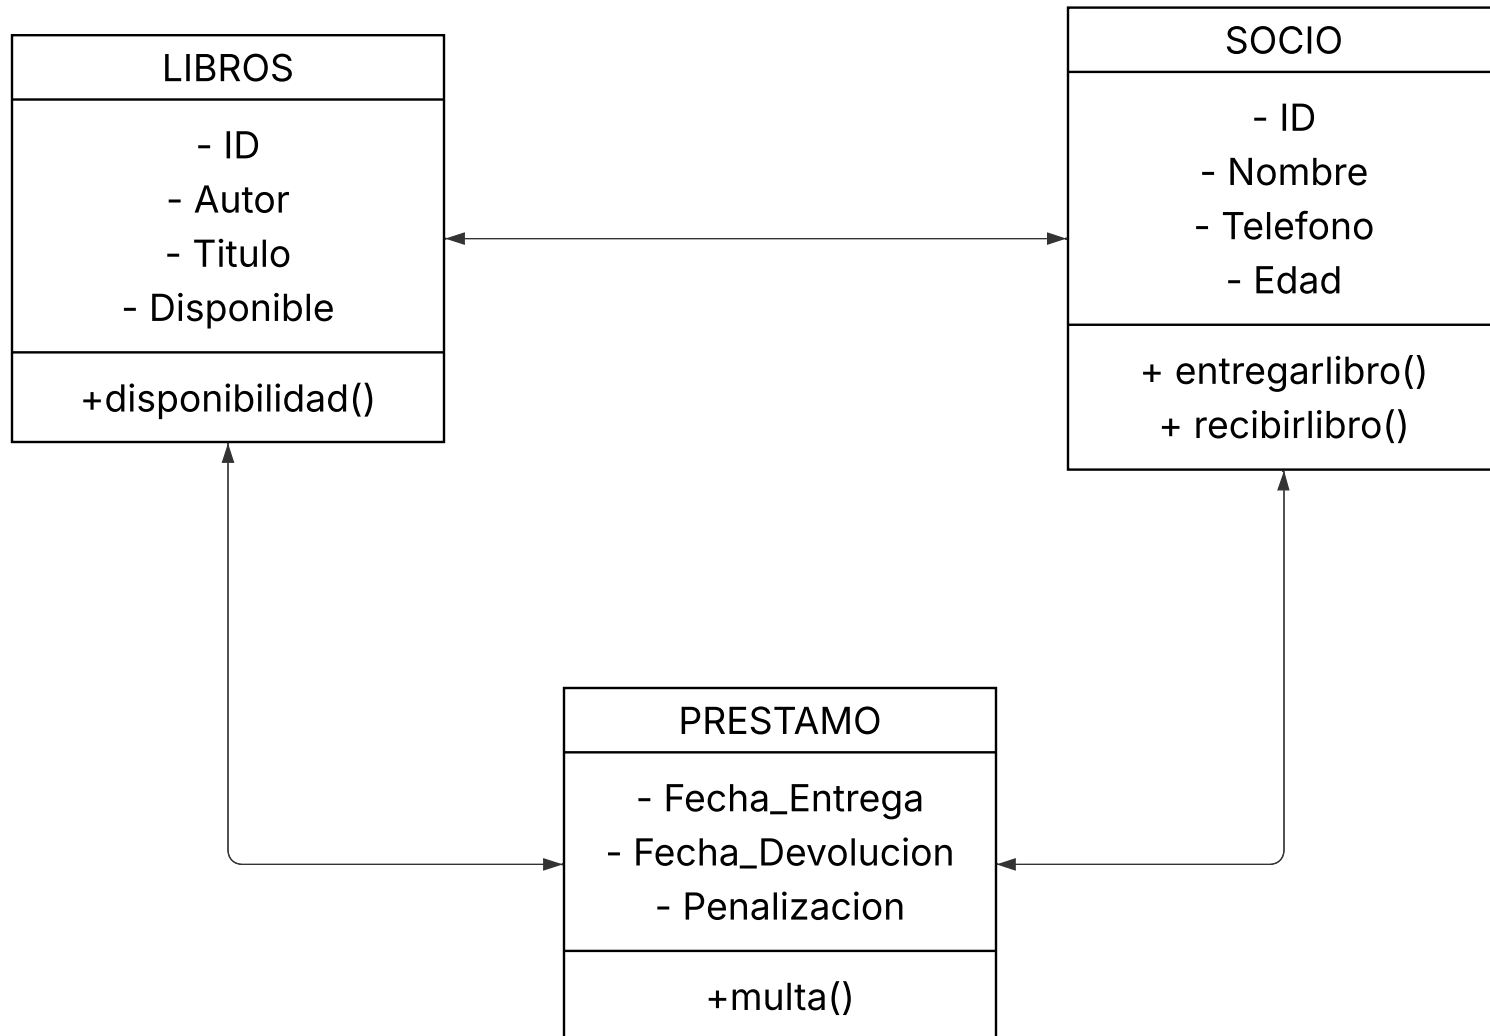 LIBROS
- ID
- Autor
- Titulo
- Disponible
+disponibilidad()
SOCIO
- ID
- Nombre
- Telefono
- Edad
+ entregarlibro()
+ recibirlibro()
PRESTAMO
- Fecha_Entrega
- Fecha_Devolucion
- Penalizacion
+multa()